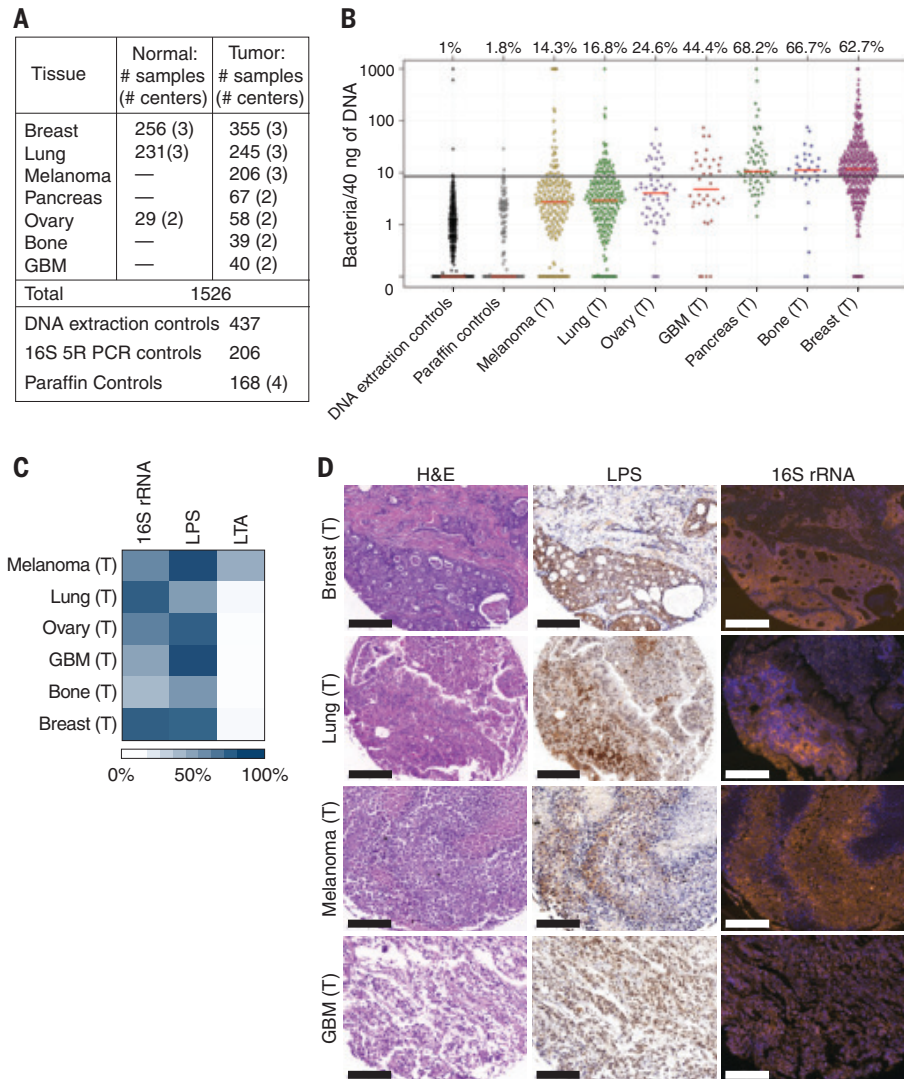 A
Tissue
Normal:
# samples
(# centers)
Tumor:
# samples
(# centers)
Breast 256 (3) 355 (3)
Lung 231(3) 245 (3)
Melanoma — 206 (3)
Pancreas — 67 (2)
Ovary 29 (2) 58 (2)
Bone — 39 (2)
GBM — 40 (2)
Total 1526
DNA extraction controls 437
16S 5R PCR controls 206
Paraffin Controls 168 (4)
B
1% 1.8% 14.3% 16.8% 24.6% 44.4% 68.2% 66.7% 62.7%
Bacteria/40 ng of DNA
1000
100
10
1
0
DNA extraction controls
Paraffin controls
Melanoma (T)
Lung (T)
Ovary (T)
GBM (T)
Pancreas (T)
Bone (T)
Breast (T)
C
16S rRNA
LPS
LTA
Melanoma (T)
Lung (T)
Ovary (T)
GBM (T)
Bone (T)
Breast (T)
0% 50% 100%
D
H&E LPS 16S rRNA
Breast (T)
Lung (T)
Melanoma (T)
GBM (T)